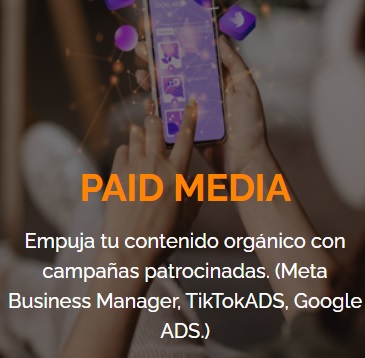 PAID MEDIA
Empuja tu contenido orgánico con
campañas patrocinadas. (Meta
Business Manager, TikTokADS, Google
ADS.)